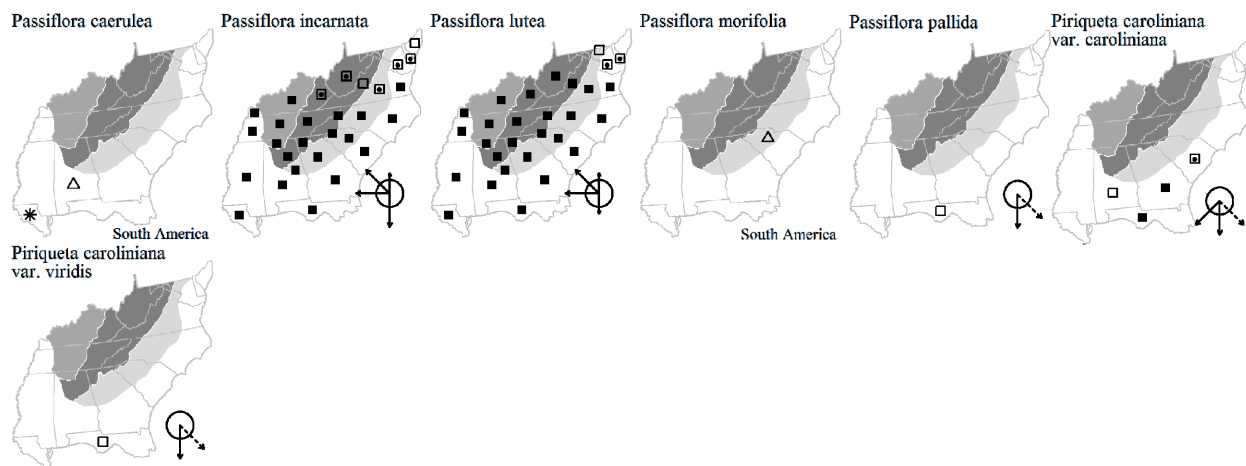 Passiflora caerulea
Passiflora incarnata
Passiflora lutea
Passiflora morifolia
Passiflora pallida
Piriqueta caroliniana
var. caroliniana
South America
South America
Piriqueta caroliniana
var. viridis